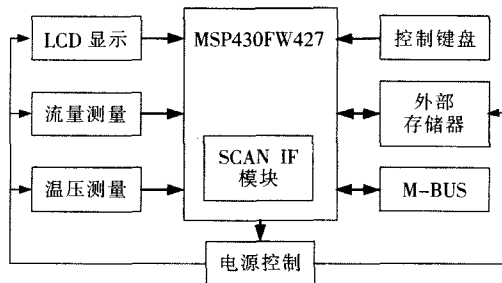 LCD 显示
MSP430FW427
控制键盘
流量测量
外部
存储器
SCAN IF
模块
温压测量
M-BUS
电源控制